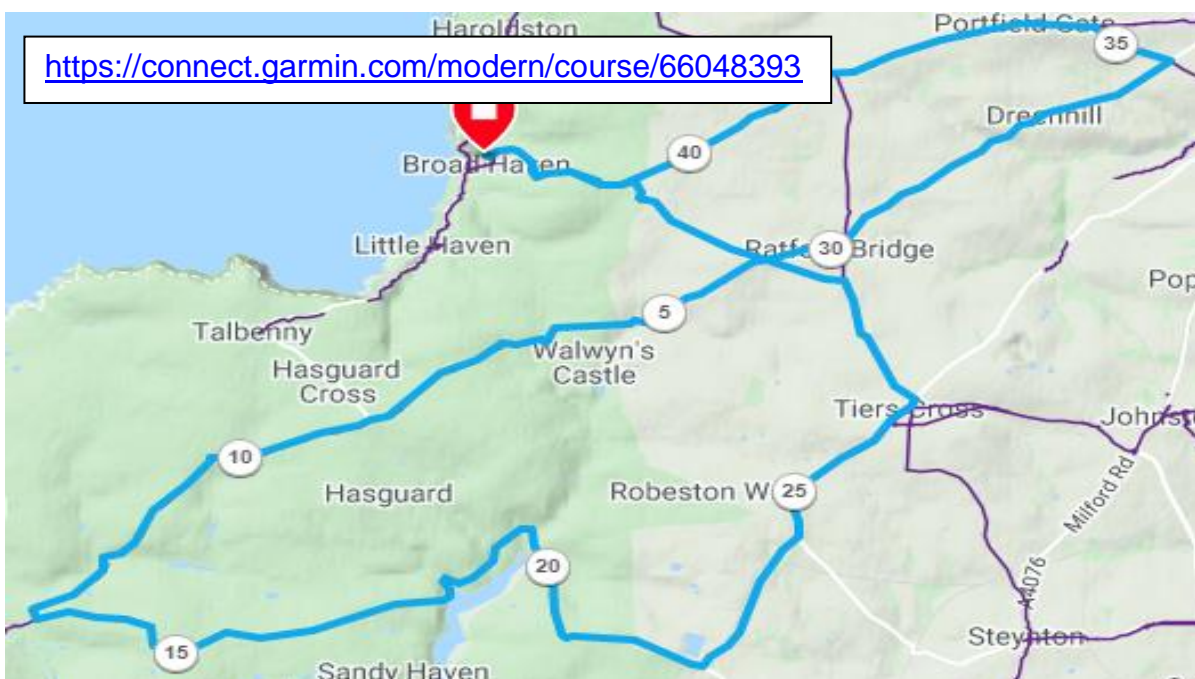 Haroldston
Portfield Gate
https://connect.garmin.com/modern/course/66048393
35
Dreenhill
40
Broad Haven
Little Haven
30
Bridge
Pop
5
Talbenny
Walwyn's
Castle
Hasguard
Cross
Tiers Cross
10
Hasguard
Robeston W
25
Milford Rd
20
A4076
15
Steynton
Sandy Haven